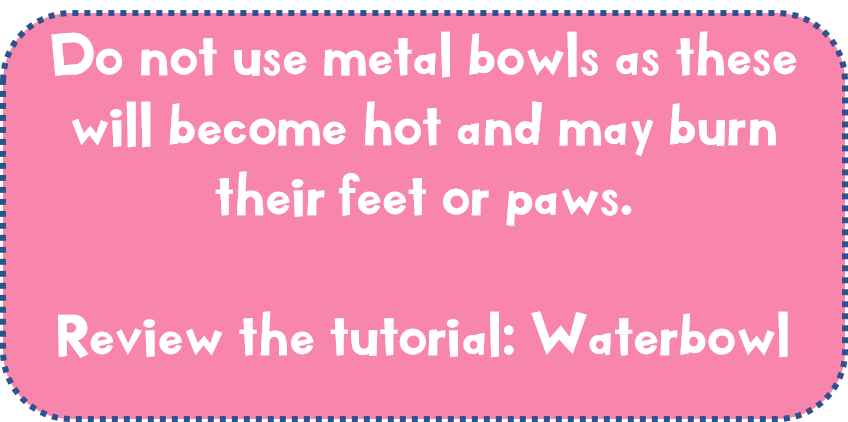 Do not use metal bowls as these
will become hot and may burn
their feet or paws.
Review the tutorial: Waterbowl